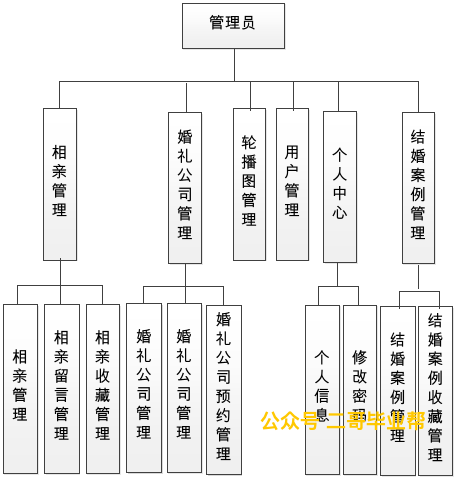 管理员
相亲管理
婚礼公司管理
轮播图管理
用户管理
个人中心
结婚案例管理
相亲管理
相亲留言管理
相亲收藏管理
婚礼公司管理
婚礼公司管理
婚礼公司预约管理
个人信息
修改密码
结婚案例管理
结婚案例收藏管理
公众号·二哥毕业帮